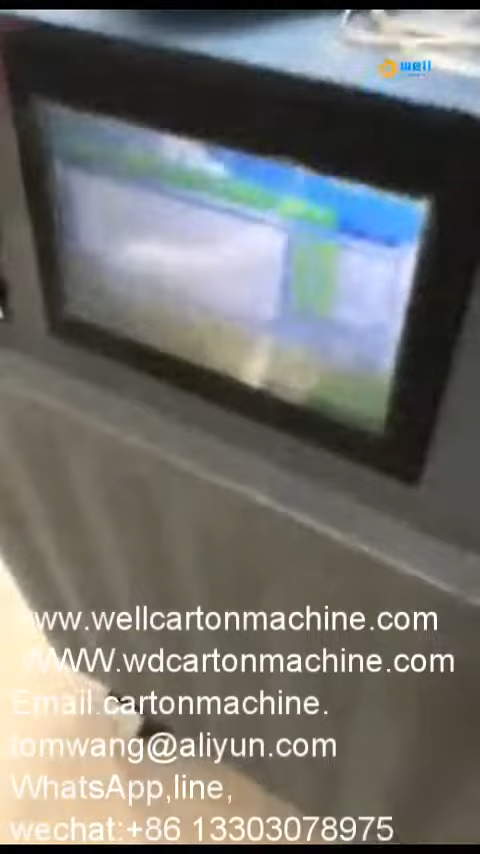 well
www.wellcartonmachine.com
WWW.wdcartonmachine.com
Email.cartonmachine.
tomwang@aliyun.com
WhatsApp,line,
wechat:+86 13303078975